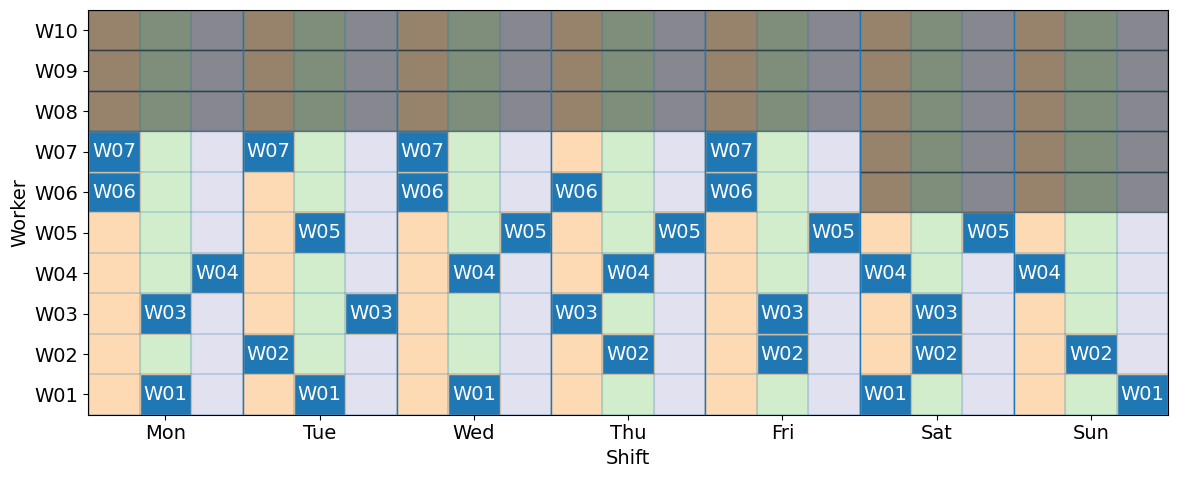 W10
W09
W08
W07 W07 W07 W07 W07
W06 W06 W06 W06 W06
W05 W05 W05 W05 W05 W05
W04 W04 W04 W04 W04 W04
W03 W03 W03 W03 W03 W03
W02 W02 W02 W02 W02 W02
W01 W01 W01 W01 W01 W01
Mon Tue Wed Thu Fri Sat Sun
Shift
Worker